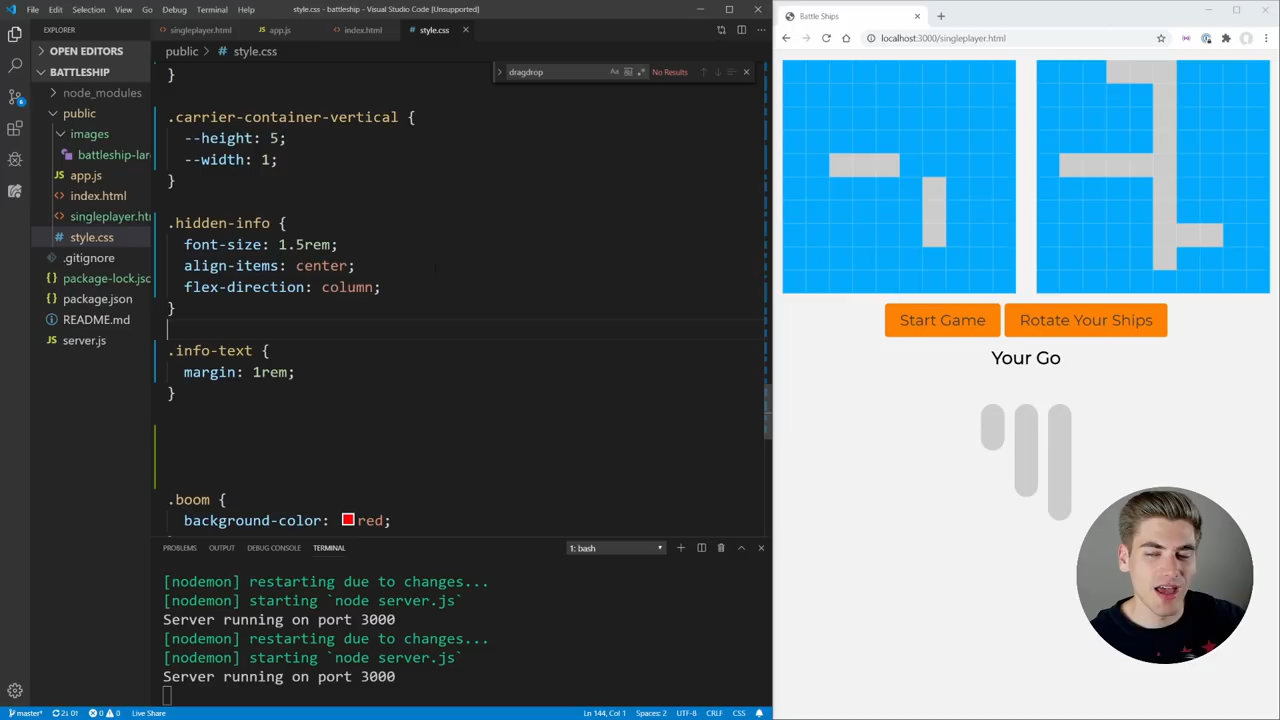 File Edit Selection View Go Debug Terminal Help
style.css - battleship - Visual Studio Code [Unsupported]
EXPLORER
OPEN EDITORS
BATTLESHIP
node_modules
public
images
battleship-lar
app.js
index.html
singleplayer.ht
style.css
.gitignore
package-lock.jsc
package.json
README.md
server.js
6
singleplayer.html
app.js
index.html
style.css
public
style.css
dragdrop
Aa
No Results
}
.carrier-container-vertical {
--height: 5;
--width: 1;
}
.hidden-info {
font-size: 1.5rem;
align-items: center;
flex-direction: column;
}
.info-text {
margin: 1rem;
}
.boom {
background-color: red;
PROBLEMS OUTPUT DEBUG CONSOLE TERMINAL
1: bash
[nodemon] restarting due to changes...
[nodemon] starting `node server.js`
Server running on port 3000
[nodemon] restarting due to changes...
[nodemon] starting `node server.js`
Server running on port 3000
master* 2↓ 0↑ 0 0 Live Share
Ln 144, Col 1 Spaces: 2 UTF-8 CRLF CSS
Battle Ships
localhost:3000/singleplayer.html
Start Game
Rotate Your Ships
Your Go